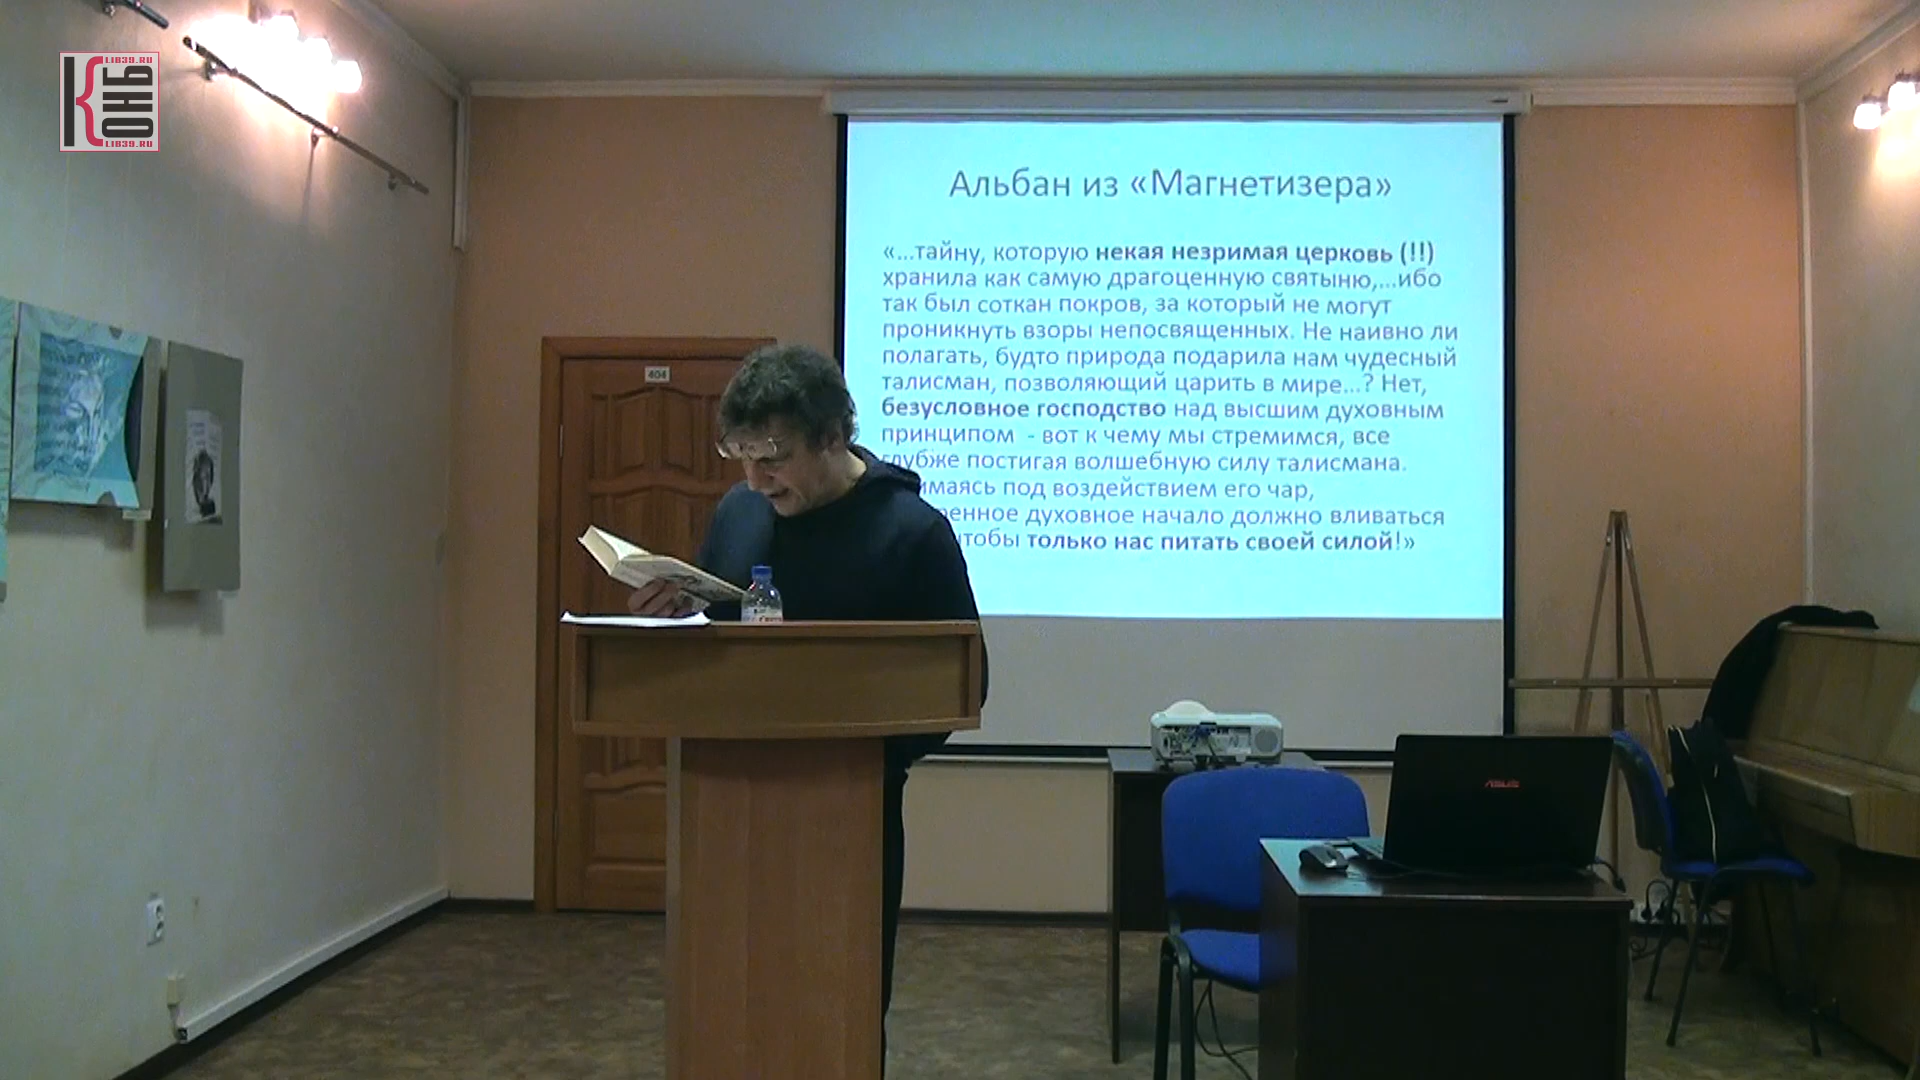 LIB39.RU
КОНБ
LIB39.RU
Альбан из «Магнетизера»
«...тайну, которую некая незримая церковь (!!)
хранила как самую драгоценную святыню,...ибо
так был соткан покров, за который не могут
проникнуть взоры непосвященных. Не наивно ли
полагать, будто природа подарила нам чудесный
талисман, позволяющий царить в мире...? Нет,
безусловное господство над высшим духовным
принципом - вот к чему мы стремимся, все
глубже постигая волшебную силу талисмана.
под воздействием его чар,
духовное начало должно вливаться
чтобы только нас питать своей силой!»
404
ASUS